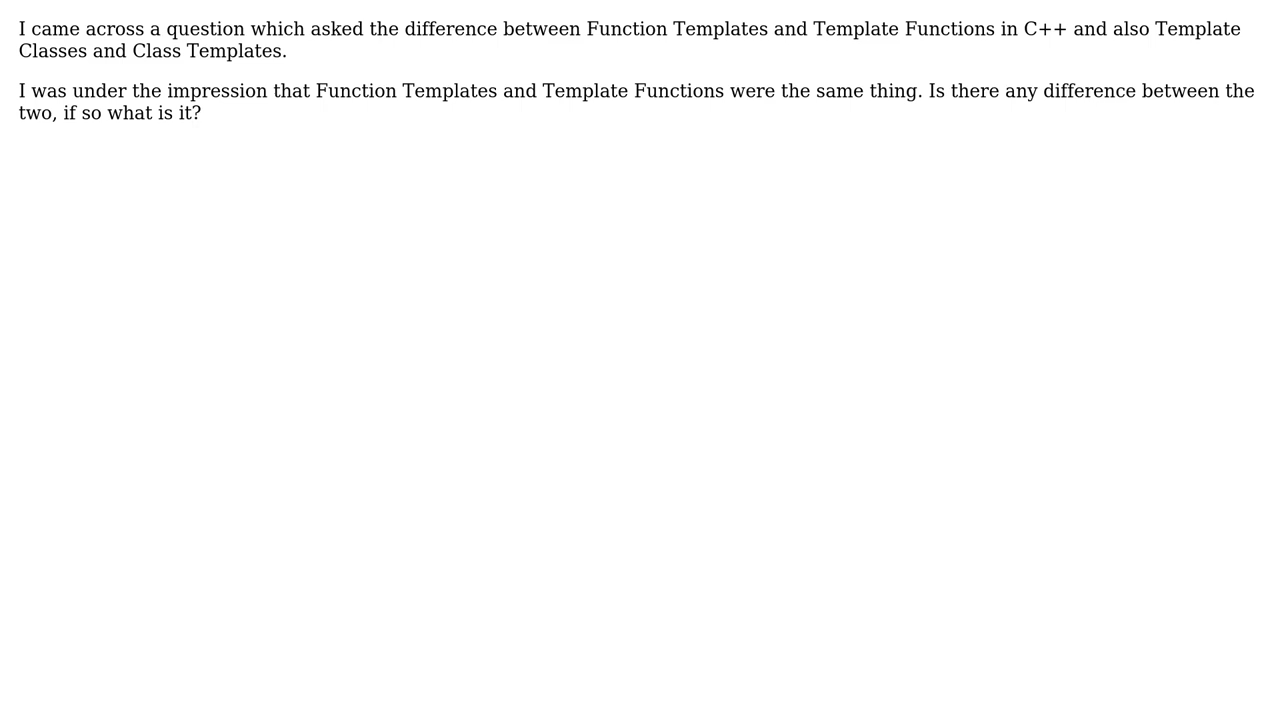 I came across a question which asked the difference between Function Templates and Template Functions in C++ and also Template
Classes and Class Templates.
I was under the impression that Function Templates and Template Functions were the same thing. Is there any difference between the
two, if so what is it?